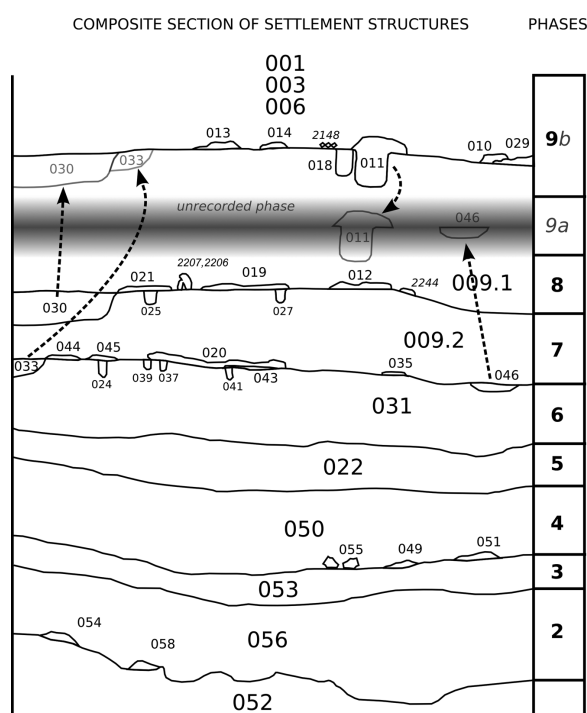 COMPOSITE SECTION OF SETTLEMENT STRUCTURES PHASES
001
003
006
013 014 2148 010 029
9b
030 033 018 011
unrecorded phase 046
9a
011
2207,2206
021 019 012 2244 009.1
8
030 025 027
009.2
7
044 045 020 035
033 024 039 037 041 043 046
031
6
5
022
4
050
055 049 051
3
053
054
2
058 056
052